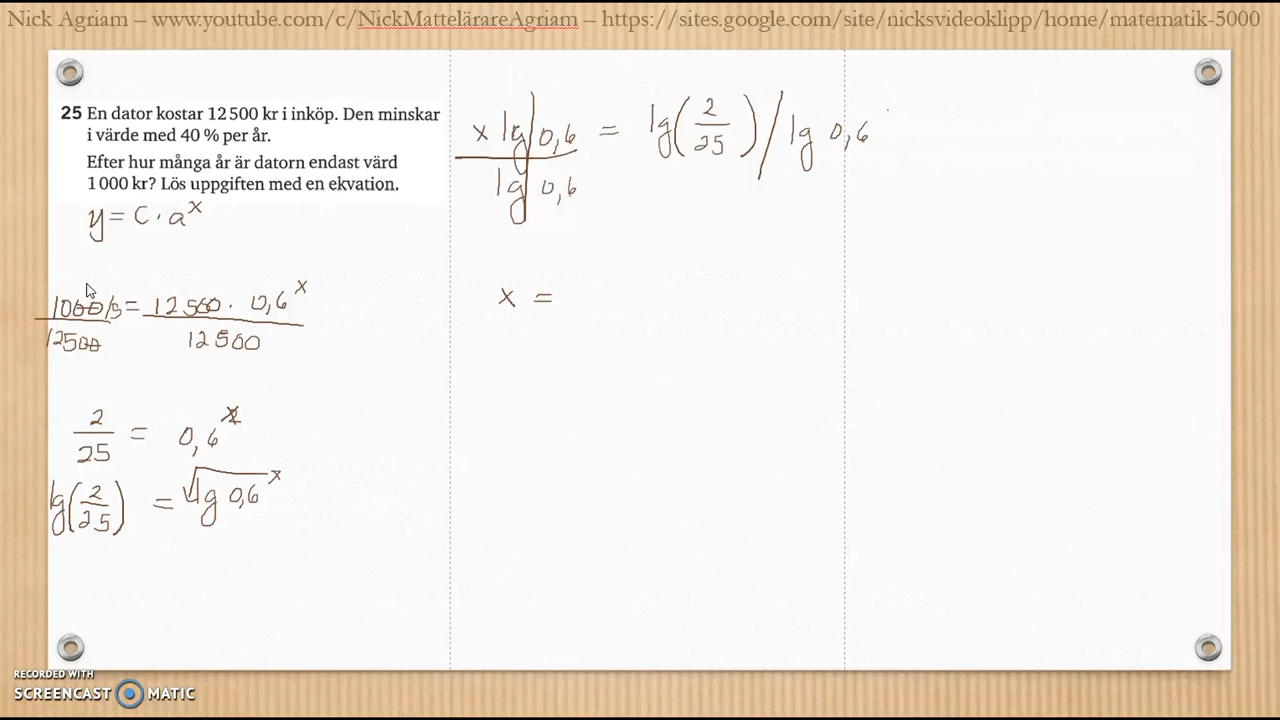 Nick Agriam – www.youtube.com/c/NickMattelärareAgriam – https://sites.google.com/site/nicksvideoklipp/home/matematik-5000
25 En dator kostar 12 500 kr i inköp. Den minskar
i värde med 40 % per år.
Efter hur många år är datorn endast värd
1 000 kr? Lös uppgiften med en ekvation.
y = C · a^x
1000/12500 = 12500 · 0,6^x / 12500
2/25 = 0,6^x
lg(2/25) = lg 0,6^x
x lg 0,6 / lg 0,6 = lg(2/25) / lg 0,6
x =
RECORDED WITH
SCREENCAST MATIC